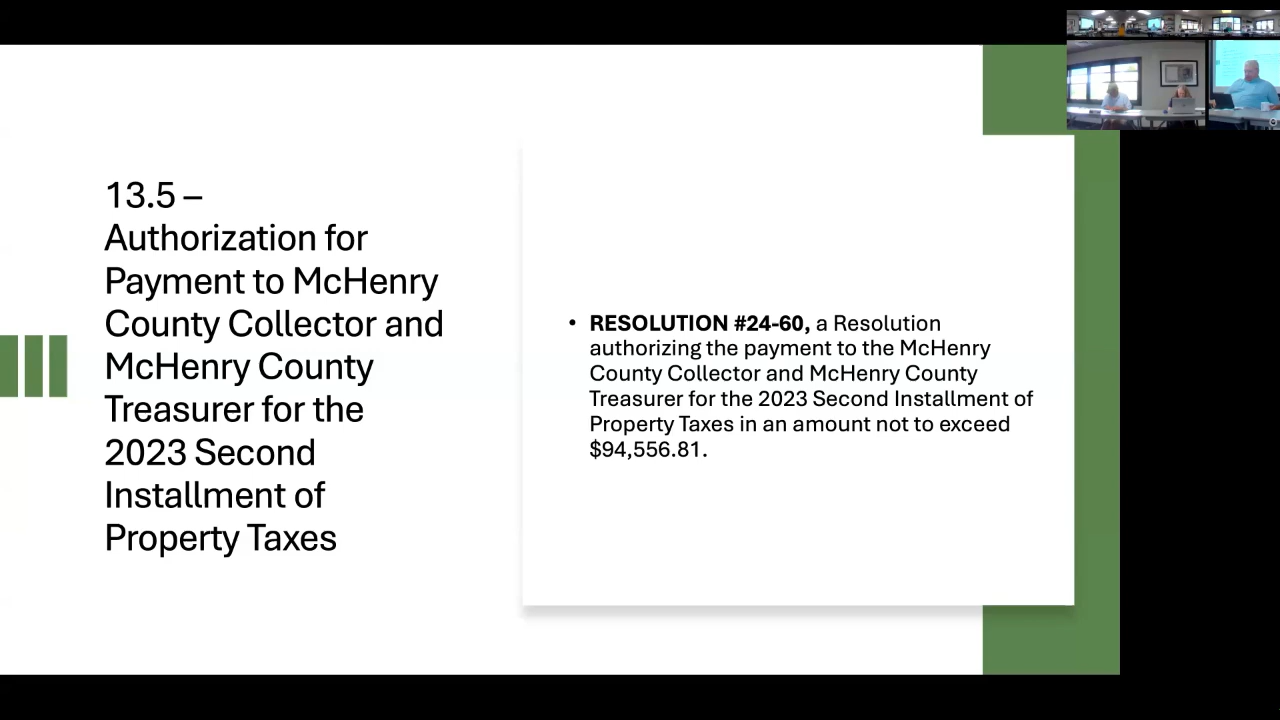 13.5 –
Authorization for
Payment to McHenry
County Collector and
McHenry County
Treasurer for the
2023 Second
Installment of
Property Taxes
• RESOLUTION #24-60, a Resolution
authorizing the payment to the McHenry
County Collector and McHenry County
Treasurer for the 2023 Second Installment of
Property Taxes in an amount not to exceed
$94,556.81.